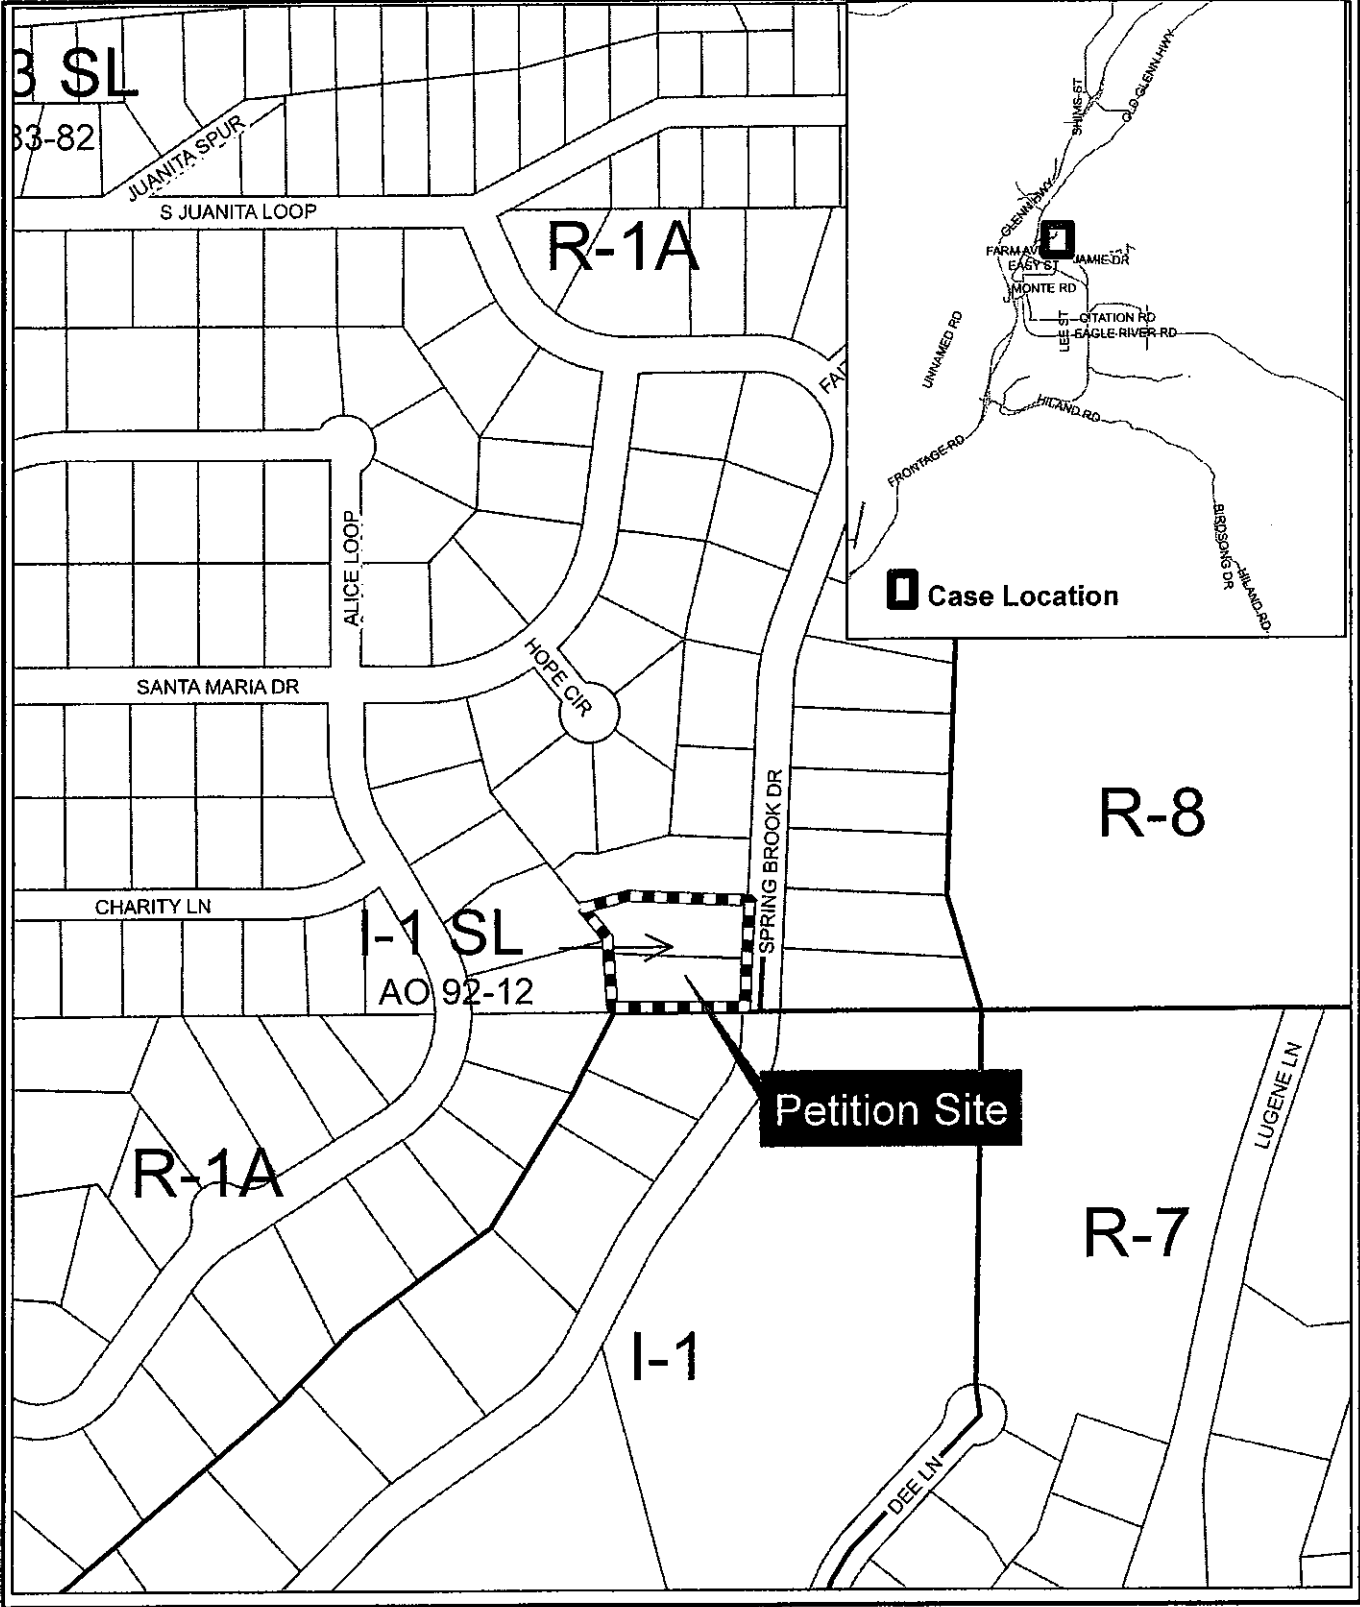 3 SL
83-82
JUANITA SPUR
S JUANITA LOOP
R-1A
SHIMS ST
OLD GLENN HWY
GLENN HWY
FARM AV
JAMIE DR
EASY ST
MONTE RD
UNNAMED RD
LEE ST
CITATION RD
EAGLE RIVER RD
HILAND RD
FRONTAGE RD
BIRDSONG DR
HILAND RD
Case Location
ALICE LOOP
HOPE CIR
SANTA MARIA DR
SPRING BROOK DR
R-8
CHARITY LN
I-1 SL
AO 92-12
Petition Site
LUGENE LN
R-1A
R-7
I-1
DEE LN